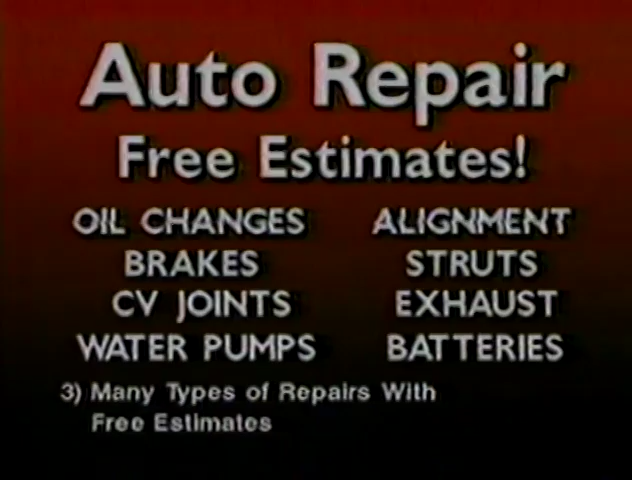 Auto Repair
Free Estimates!
OIL CHANGES ALIGNMENT
BRAKES STRUTS
CV JOINTS EXHAUST
WATER PUMPS BATTERIES
3) Many Types of Repairs With
Free Estimates